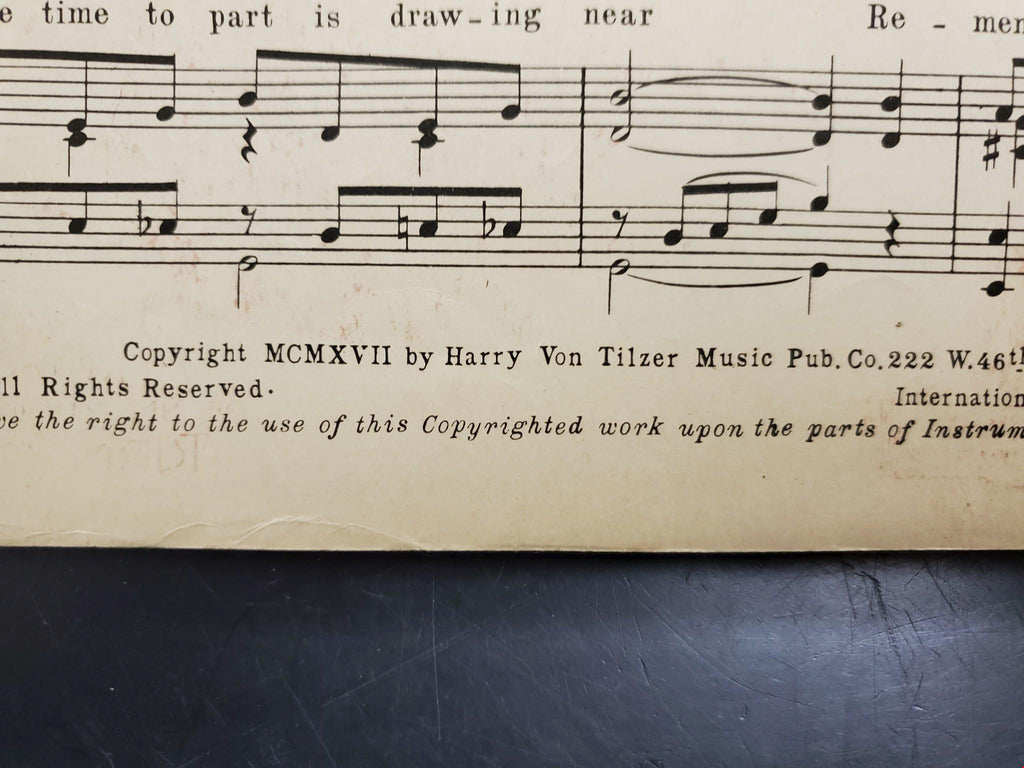 e time to part is draw-ing near Re - men
Copyright MCMXVII by Harry Von Tilzer Music Pub. Co. 222 W. 46th
ll Rights Reserved.
Internation
ve the right to the use of this Copyrighted work upon the parts of Instrum